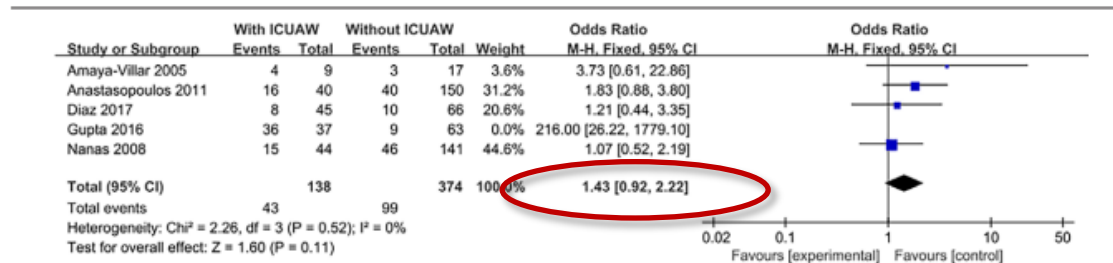 With ICUAW Without ICUAW Odds Ratio Odds Ratio
Study or Subgroup Events Total Events Total Weight M-H, Fixed, 95% CI M-H, Fixed, 95% CI
Amaya-Villar 2005 4 9 3 17 3.6% 3.73 [0.61, 22.86]
Anastasopoulos 2011 16 40 40 150 31.2% 1.83 [0.88, 3.80]
Diaz 2017 8 45 10 66 20.6% 1.21 [0.44, 3.35]
Gupta 2016 36 37 9 63 0.0% 216.00 [26.22, 1779.10]
Nanas 2008 15 44 46 141 44.6% 1.07 [0.52, 2.19]
Total (95% CI) 138 374 100.0% 1.43 [0.92, 2.22]
Total events 43 99
Heterogeneity: Chi² = 2.26, df = 3 (P = 0.52); I² = 0%
Test for overall effect: Z = 1.60 (P = 0.11)
0.02 0.1 1 10 50
Favours [experimental] Favours [control]